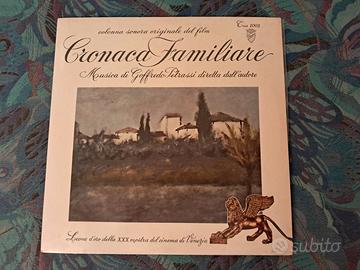 colonna sonora originale del film
Cronaca Familiare
Musica di Goffredo Petrassi diretta dall'autore
Leone d'oro della XXX mostra del cinema di Venezia
subito